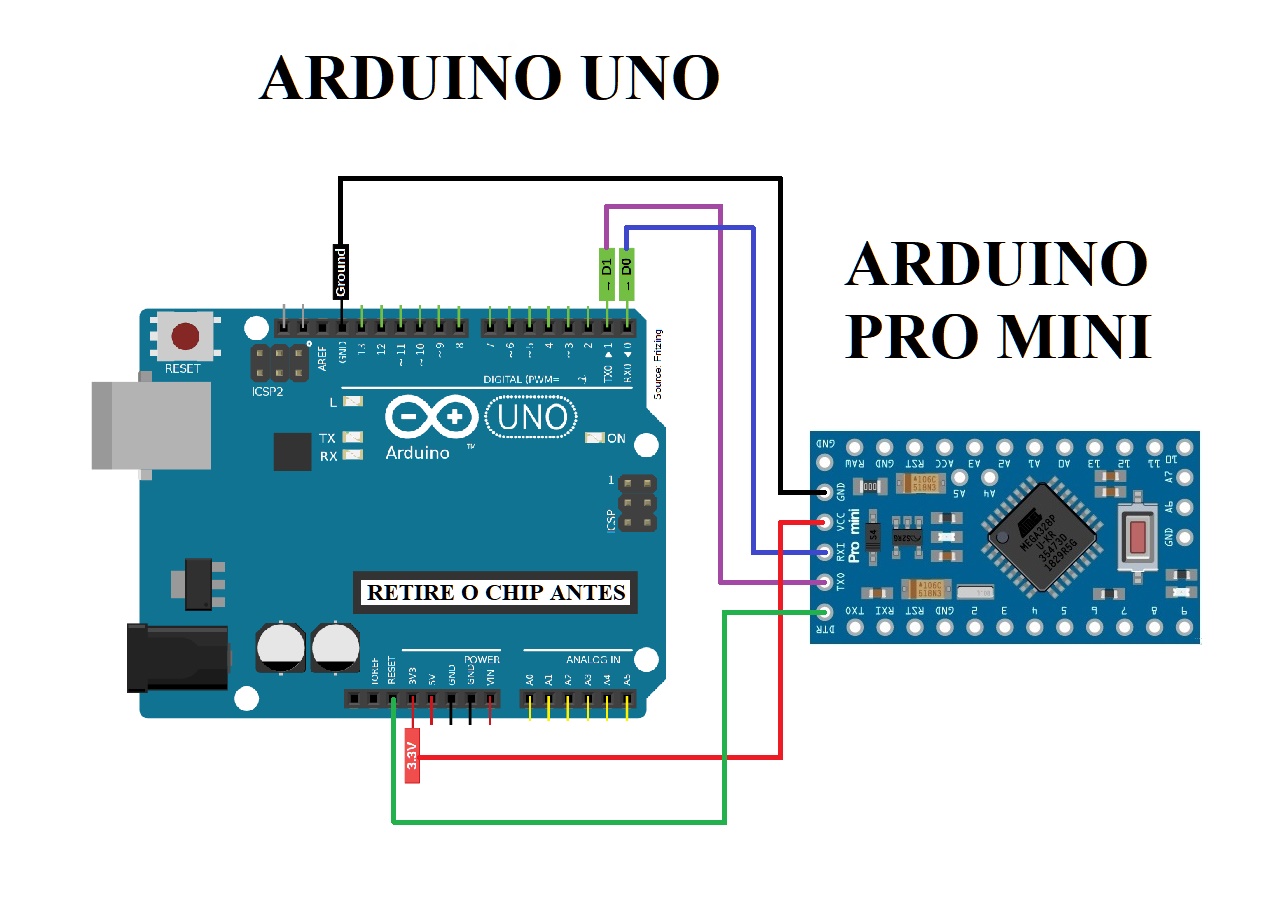 ARDUINO UNO
ARDUINO
PRO MINI
Ground
→ D1
→ D0
RESET
ICSP2
AREF
GND
13
12
~11
~10
~9
8
7
~6
~5
4
~3
2
TX0 ▶ 1
RX0 ◀ 0
DIGITAL (PWM=
Source: Fritzing
L
TX
RX
UNO
ON
Arduino
™
1
ICSP
RETIRE O CHIP ANTES
POWER
ANALOG IN
IOREF
RESET
3V3
5V
GND
GND
VIN
A0
A1
A2
A3
A4
A5
3.3V
GND
RAW
GND
RST
ACC
A3
A2
A1
A0
13
12
11
10
A7
A6
GND
A5
A4
GND
VCC
RXI
TXO
DTR
Pro mini
MEGA328P
U-KR
35473D
1829R5G
TXO
RXI
RST
GND
2
3
4
5
6
7
8
9